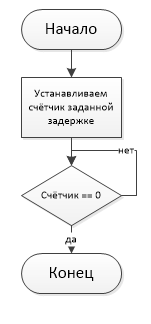 Начало
Устанавливаем
счётчик заданной
задержке
нет
Счётчик == 0
да
Конец